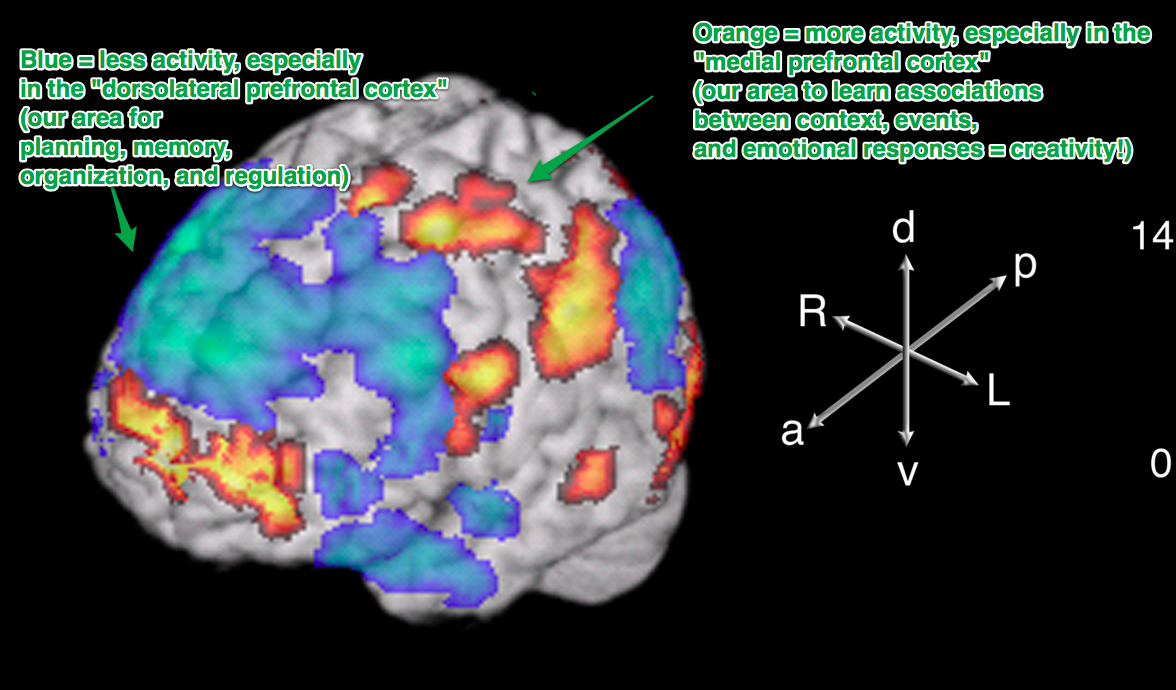 Blue = less activity, especially
in the "dorsolateral prefrontal cortex"
(our area for
planning, memory,
organization, and regulation)
Orange = more activity, especially in the
"medial prefrontal cortex"
(our area to learn associations
between context, events,
and emotional responses = creativity!)
d
14
p
R
L
a
0
v